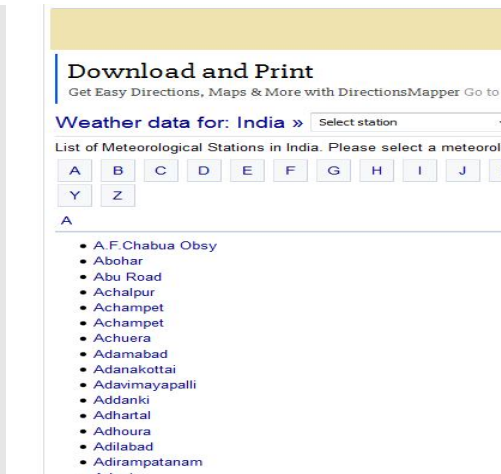 Download and Print
Get Easy Directions, Maps & More with DirectionsMapper Go to
Weather data for: India » Select station
List of Meteorological Stations in India. Please select a meteorol
A B C D E F G H I J
Y Z
A
A.F.Chabua Obsy
Abohar
Abu Road
Achalpur
Achampet
Achampet
Achuera
Adamabad
Adanakottai
Adavimayapalli
Addanki
Adhartal
Adhoura
Adilabad
Adirampatanam